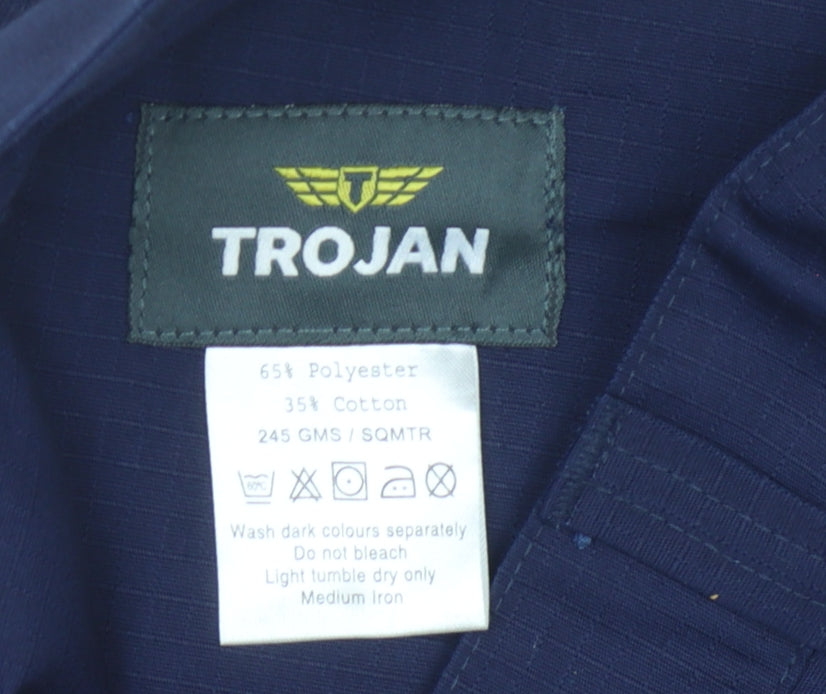 T
TROJAN
65% Polyester
35% Cotton
245 GMS / SQMTR
60°C
Wash dark colours separately
Do not bleach
Light tumble dry only
Medium Iron